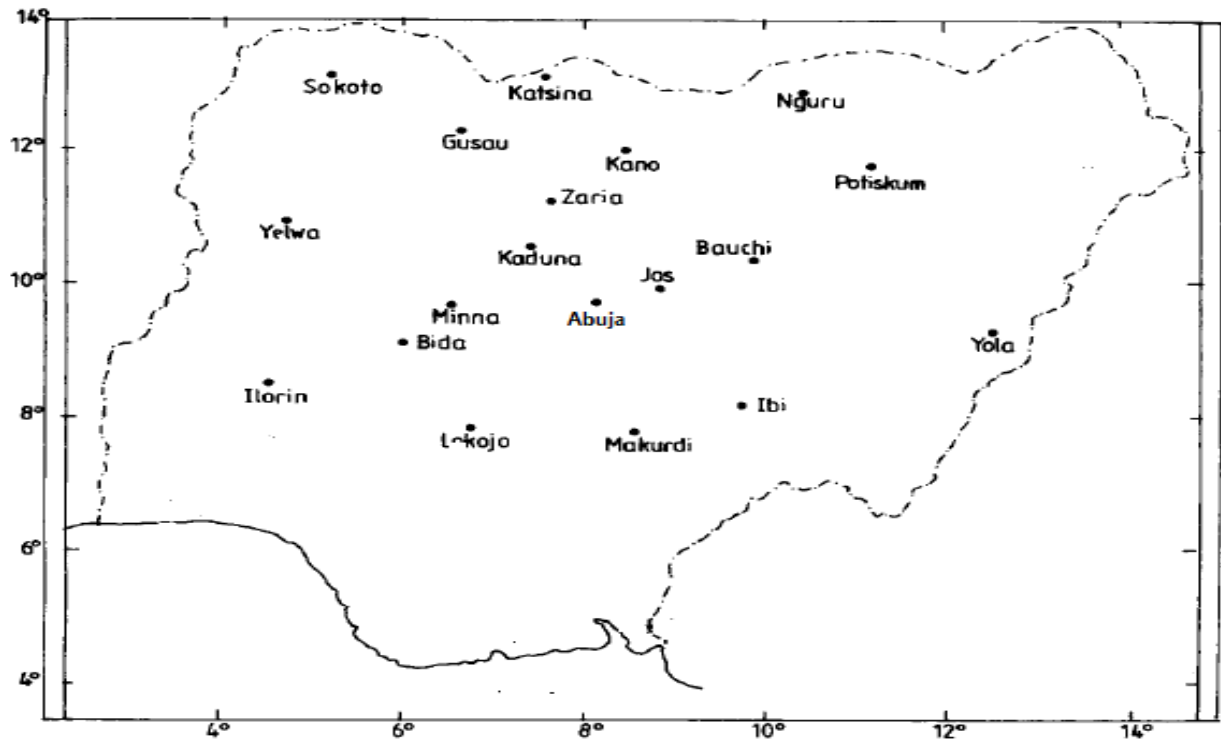 14°
Sokoto
Katsina
Nguru
Gusau
12°
Kano
Potiskum
Zaria
Yelwa
Bauchi
Kaduna
10°
Jos
Minna
Abuja
Bida
Yola
Ilorin
8°
Ibi
Lokojo
Makurdi
6°
4°
4° 6° 8° 10° 12° 14°